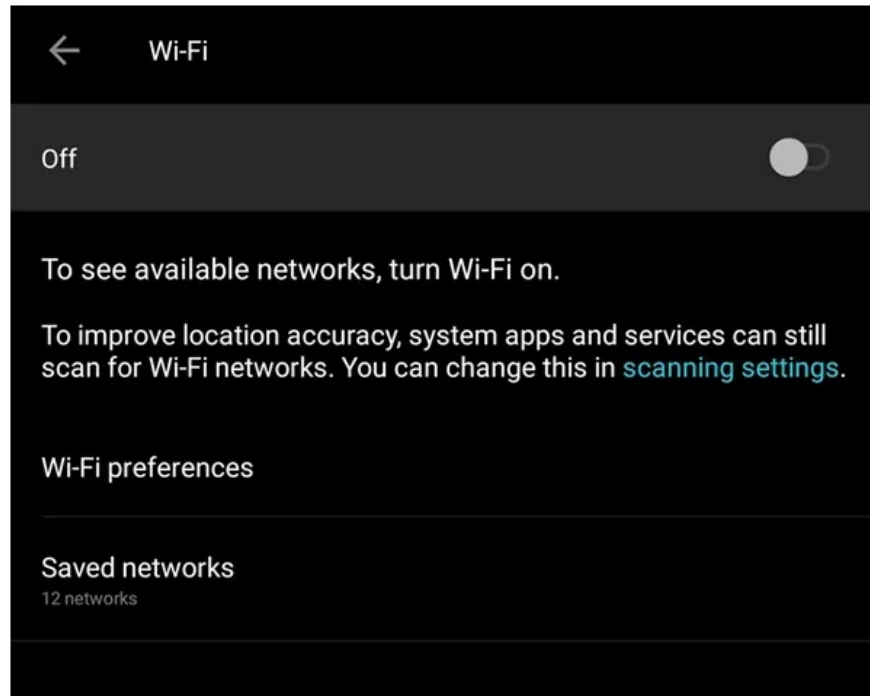 Wi-Fi
Off
To see available networks, turn Wi-Fi on.
To improve location accuracy, system apps and services can still
scan for Wi-Fi networks. You can change this in scanning settings.
Wi-Fi preferences
Saved networks
12 networks